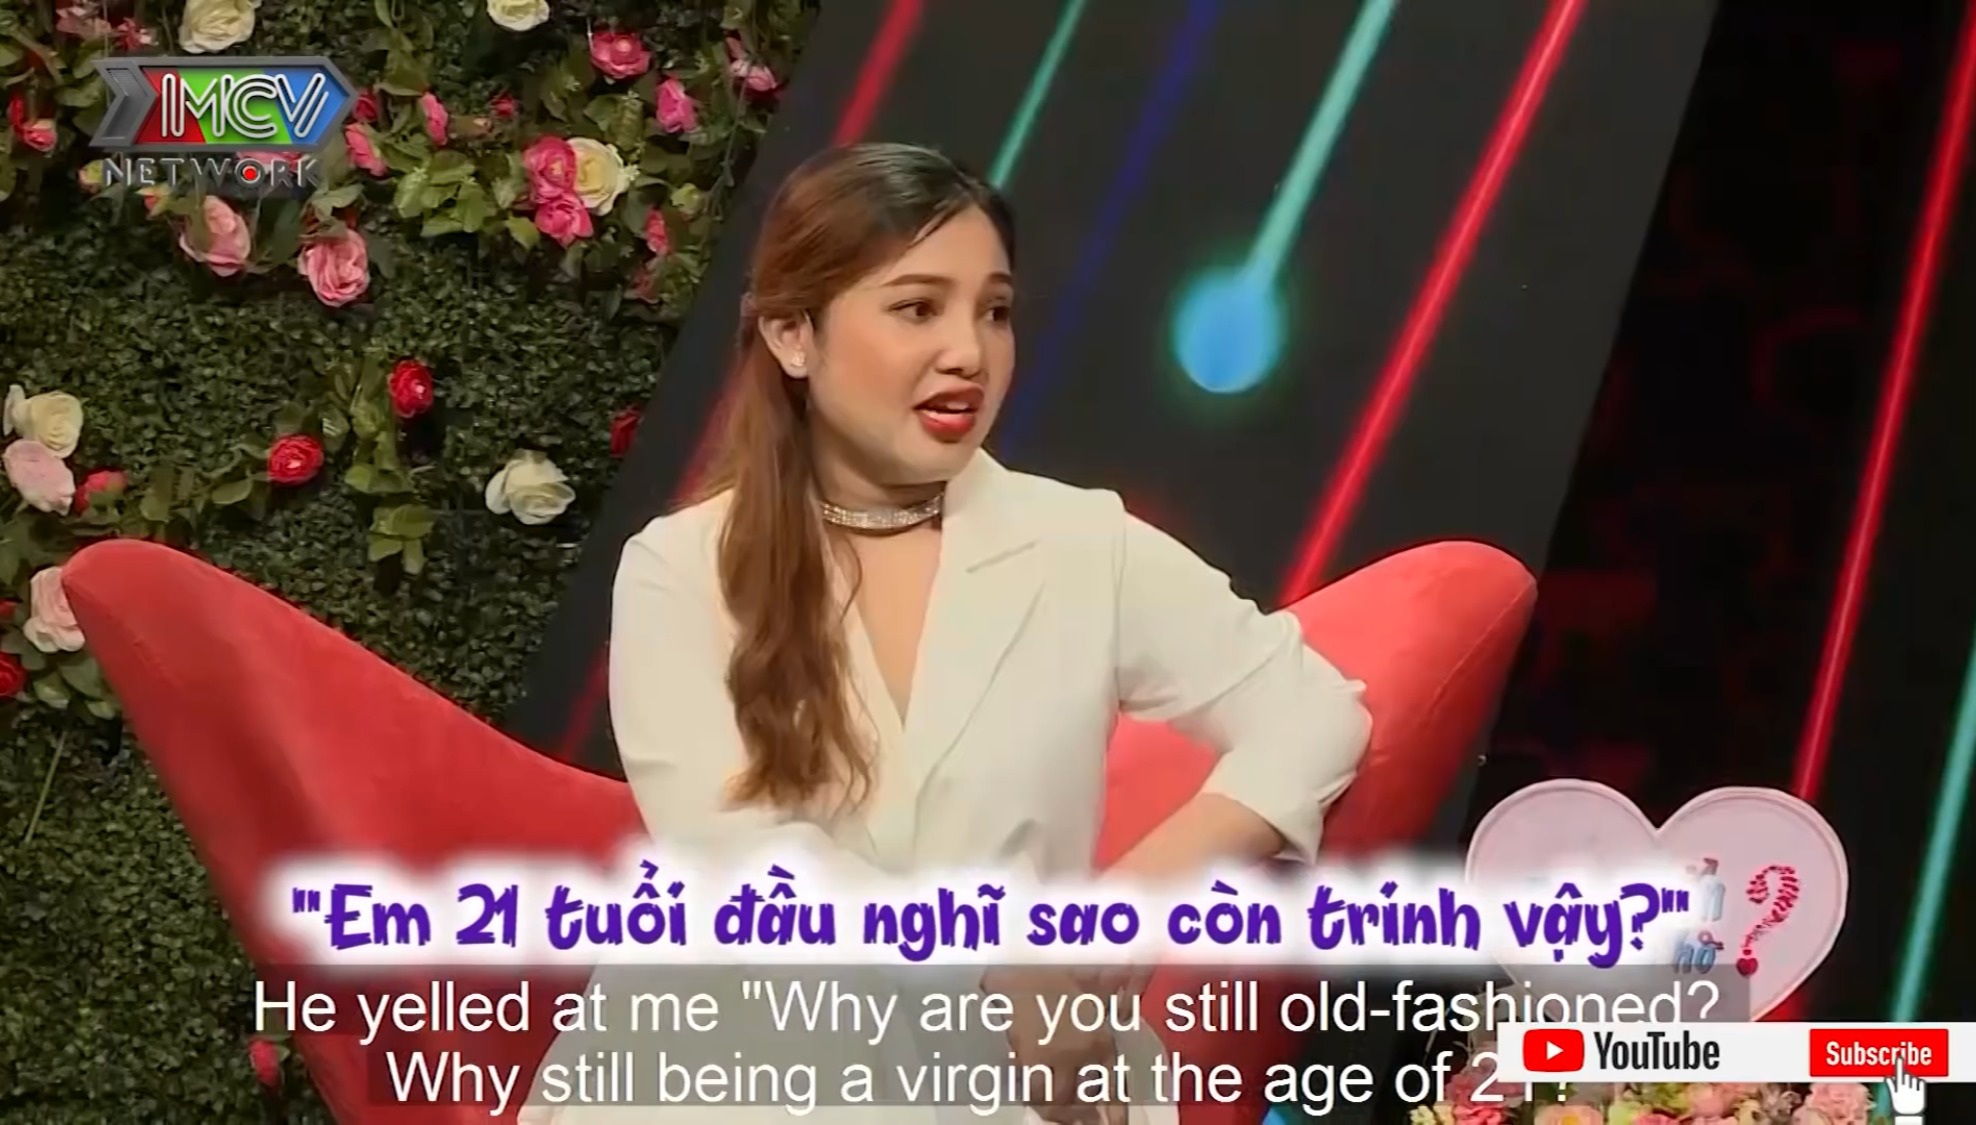 MCV
NETWORK
""Em 21 tuổi đầu nghĩ sao còn trinh vậy?""
He yelled at me "Why are you still old-fashioned?
Why still being a virgin at the age of 21?
YouTube
Subscribe
?